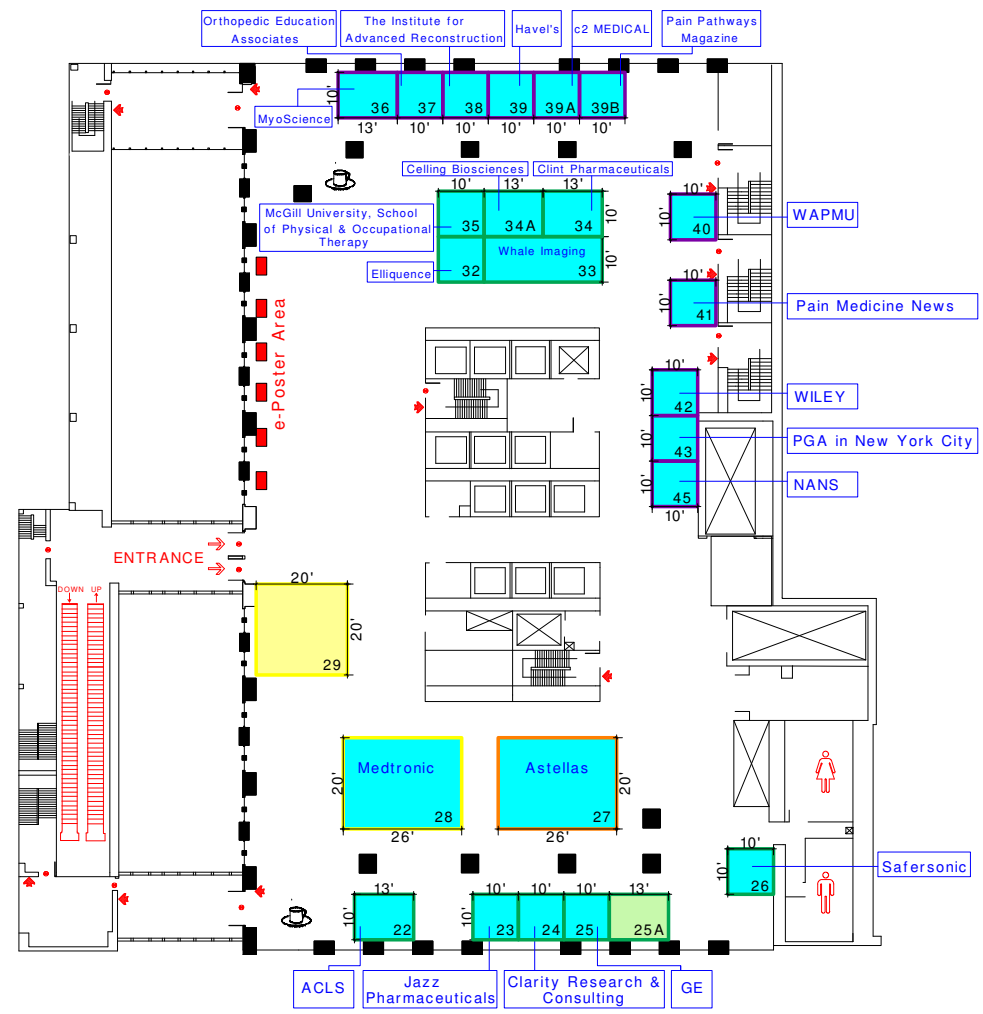 Orthopedic Education
Associates
The Institute for
Advanced Reconstruction
Havel's
c2 MEDICAL
Pain Pathways
Magazine
10'
36
37
38
39
39A
39B
MyoScience
13'
10'
10'
10'
10'
10'
Celling Biosciences
Clint Pharmaceuticals
10'
13'
13'
McGill University, School
of Physical & Occupational
Therapy
35
34A
34
10'
Elliquence
32
Whale Imaging
33
10'
10'
10'
40
WAPMU
10'
10'
41
Pain Medicine News
e-Poster Area
10'
10'
42
WILEY
10'
43
PGA in New York City
10'
45
NANS
10'
ENTRANCE
DOWN
UP
20'
20'
29
Medtronic
20'
28
26'
Astellas
20'
27
26'
10'
10'
26
Safersonic
13'
10'
22
10'
10'
10'
13'
10'
23
24
25
25A
ACLS
Jazz
Pharmaceuticals
Clarity Research &
Consulting
GE